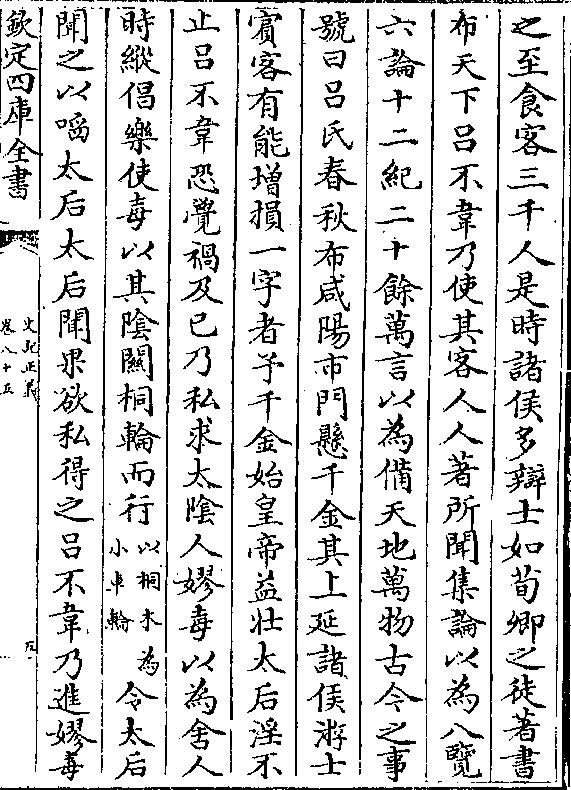 之至食客三千人是時諸侯多辯士如荀卿之徒著書
布天下呂不韋乃使其客人人著所聞集論以為八覽
六論十二紀二十餘萬言以為備天地萬物古今之事
號曰呂氏春秋布咸陽市門懸千金其上延諸侯游士
賓客有能增損一字者予千金始皇帝益壯太后淫不
止呂不韋恐覺禍及己乃私求大陰人嫪毐以為舍人
時縱倡樂使毐以其陰關桐輪而行以桐木為小車輪令太后
聞之以啗太后太后聞果欲私得之呂不韋乃進嫪毐
欽定四庫全書
史記正義
卷八十五
九